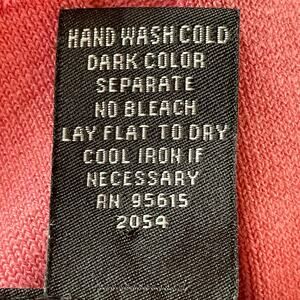 HAND WASH COLD
DARK COLOR
SEPARATE
NO BLEACH
LAY FLAT TO DRY
COOL IRON IF
NECESSARY
RN 95615
2054